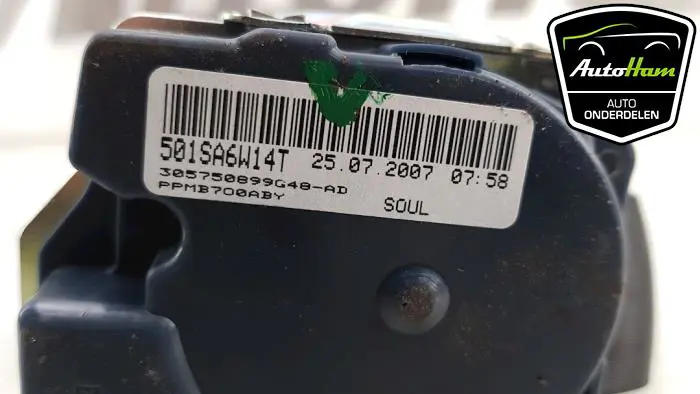 501SA6W14T 25.07.2007 07:58
305750899G48-AD
PPMB700ABY SOUL
AutoHam
AUTO
ONDERDELEN